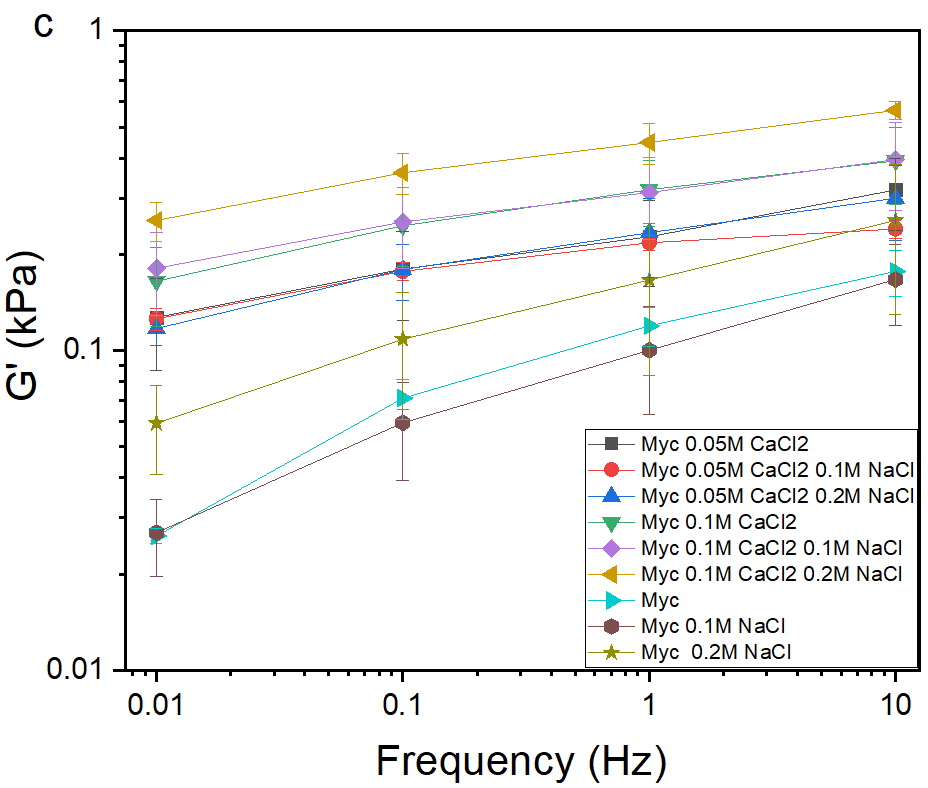 c
1
0.1
0.01
G' (kPa)
0.01
0.1
1
10
Frequency (Hz)
Myc 0.05M CaCl2
Myc 0.05M CaCl2 0.1M NaCl
Myc 0.05M CaCl2 0.2M NaCl
Myc 0.1M CaCl2
Myc 0.1M CaCl2 0.1M NaCl
Myc 0.1M CaCl2 0.2M NaCl
Myc
Myc 0.1M NaCl
Myc  0.2M NaCl